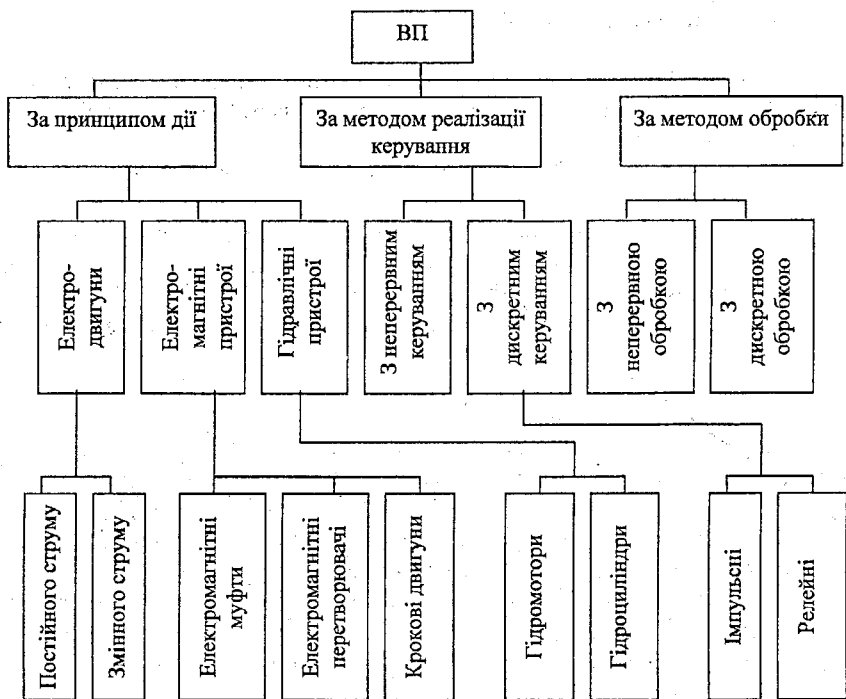 ВП
За принципом дії
За методом реалізації
керування
За методом обробки
Електро-
двигуни
Електро-
магнітні
пристрої
Гідравлічні
пристрої
З неперервним
керуванням
З
дискретним
керуванням
З
неперервною
обробкою
З
дискретною
обробкою
Постійного струму
Змінного струму
Електромагнітні
муфти
Електромагнітні
перетворювачі
Крокові двигуни
Гідромотори
Гідроциліндри
Імпульсні
Релейні